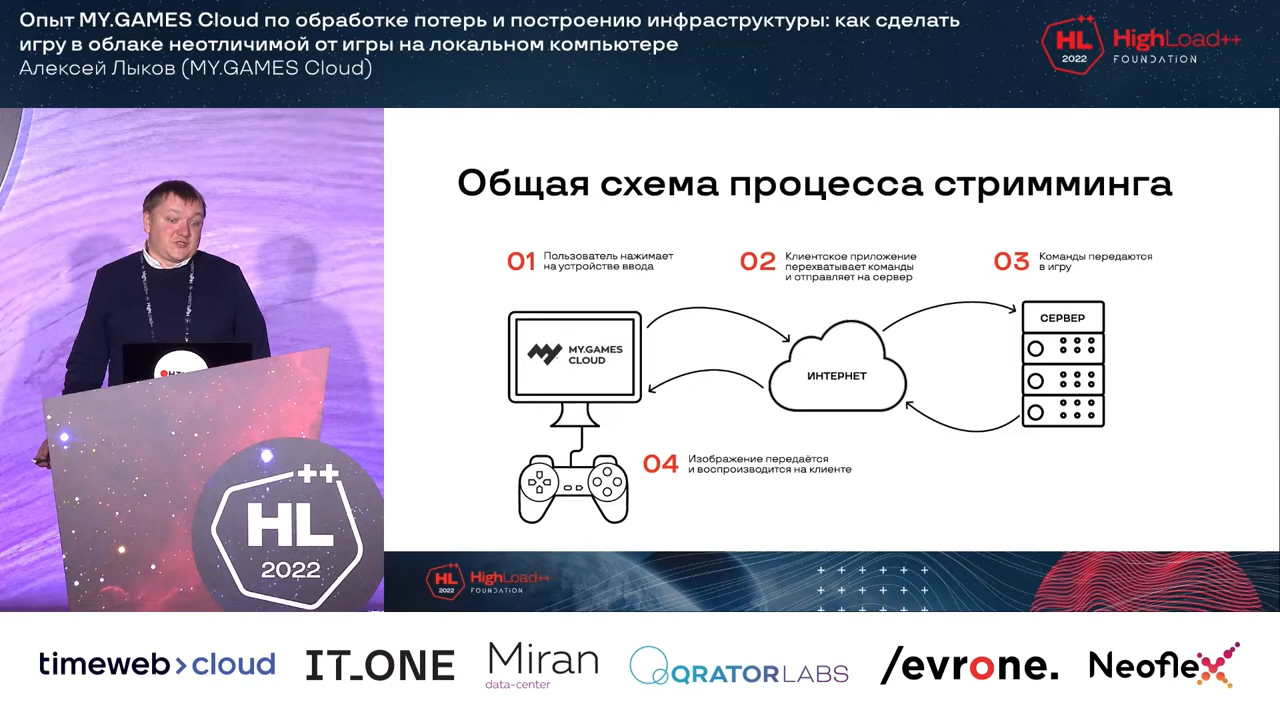 Опыт MY.GAMES Cloud по обработке потерь и построению инфраструктуры: как сделать
игру в облаке неотличимой от игры на локальном компьютере
Алексей Лыков (MY.GAMES Cloud)
HL
2022
HighLoad++
FOUNDATION
Общая схема процесса стримминга
01 Пользователь нажимает
на устройстве ввода
02 Клиентское приложение
перехватывает команды
и отправляет на сервер
03 Команды передаются
в игру
MY.GAMES
CLOUD
ИНТЕРНЕТ
СЕРВЕР
04 Изображение передаётся
и воспроизводится на клиенте
HL
2022
HighLoad++
FOUNDATION
++
HL
2022
timeweb>cloud
IT_ONE
Miran
data-center
QRATORLABS
/evrone.
Neoflex